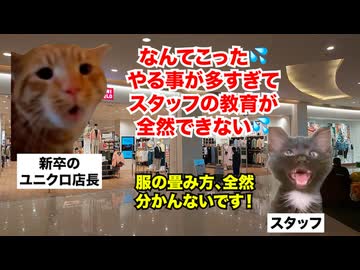 なんてこった💦
やる事が多すぎて
スタッフの教育が
全然できない💦
新卒の
ユニクロ店長
服の畳み方、全然
分かんないです!
スタッフ